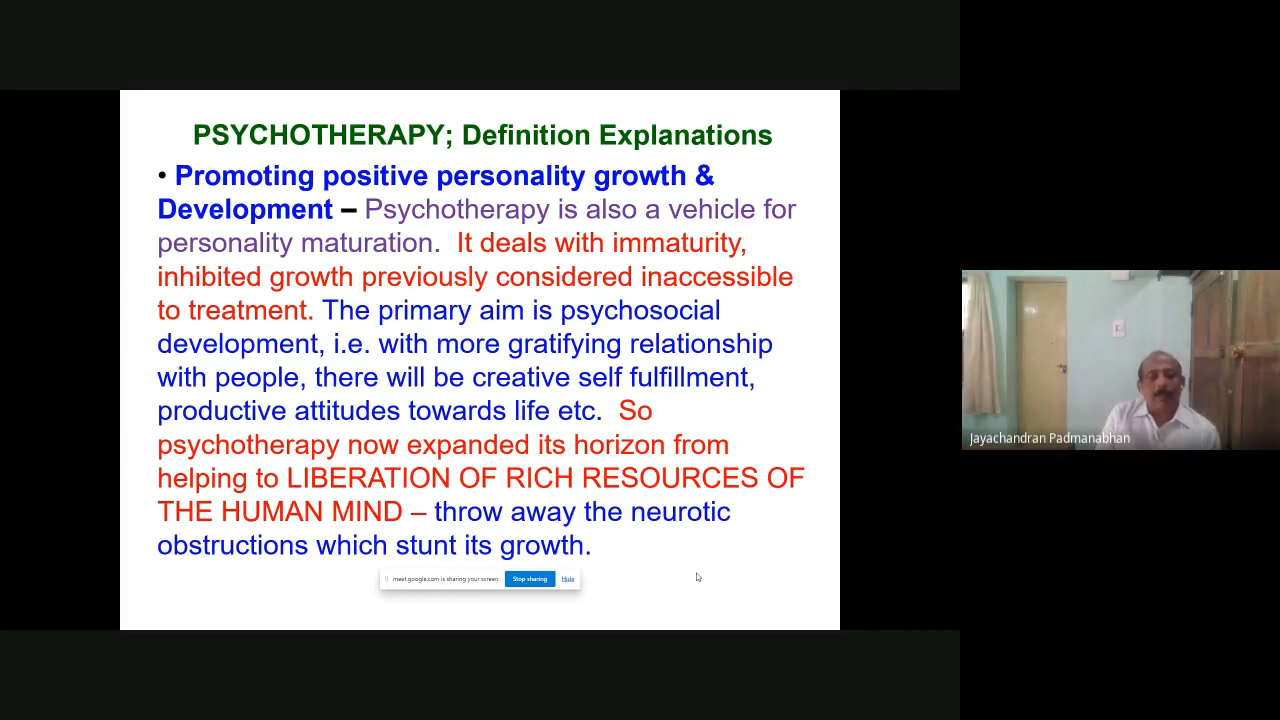 PSYCHOTHERAPY; Definition Explanations
• Promoting positive personality growth &
Development – Psychotherapy is also a vehicle for
personality maturation. It deals with immaturity,
inhibited growth previously considered inaccessible
to treatment. The primary aim is psychosocial
development, i.e. with more gratifying relationship
with people, there will be creative self fulfillment,
productive attitudes towards life etc. So
psychotherapy now expanded its horizon from
helping to LIBERATION OF RICH RESOURCES OF
THE HUMAN MIND – throw away the neurotic
obstructions which stunt its growth.
meet.google.com is sharing your screen. Stop sharing Hide
Jayachandran Padmanabhan